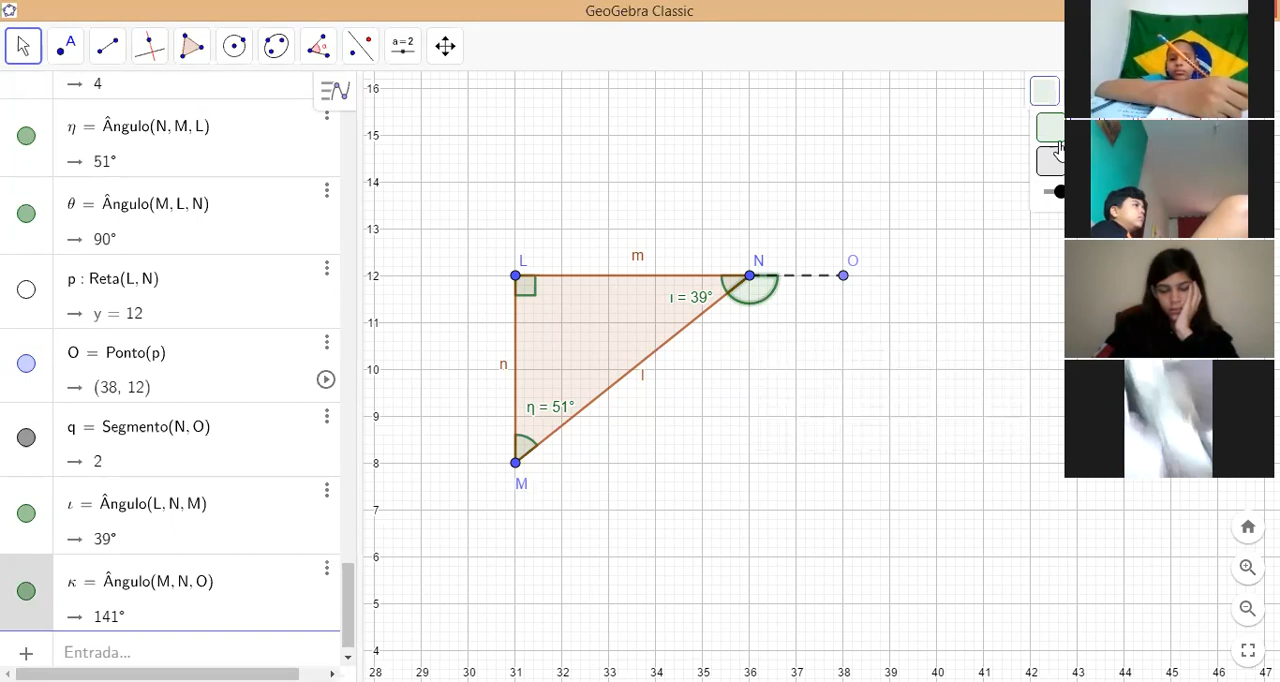 GeoGebra Classic
A
a=2
→ 4
η = Ângulo(N, M, L)
→ 51°
θ = Ângulo(M, L, N)
→ 90°
p : Reta(L, N)
→ y = 12
O = Ponto(p)
→ (38, 12)
q = Segmento(N, O)
→ 2
ι = Ângulo(L, N, M)
→ 39°
κ = Ângulo(M, N, O)
→ 141°
Entrada...
16
15
14
13
12
11
10
9
8
7
6
5
4
L
m
N
O
ι = 39°
n
l
η = 51°
M
28 29 30 31 32 33 34 35 36 37 38 39 40 41 42 43 44 45 46 47